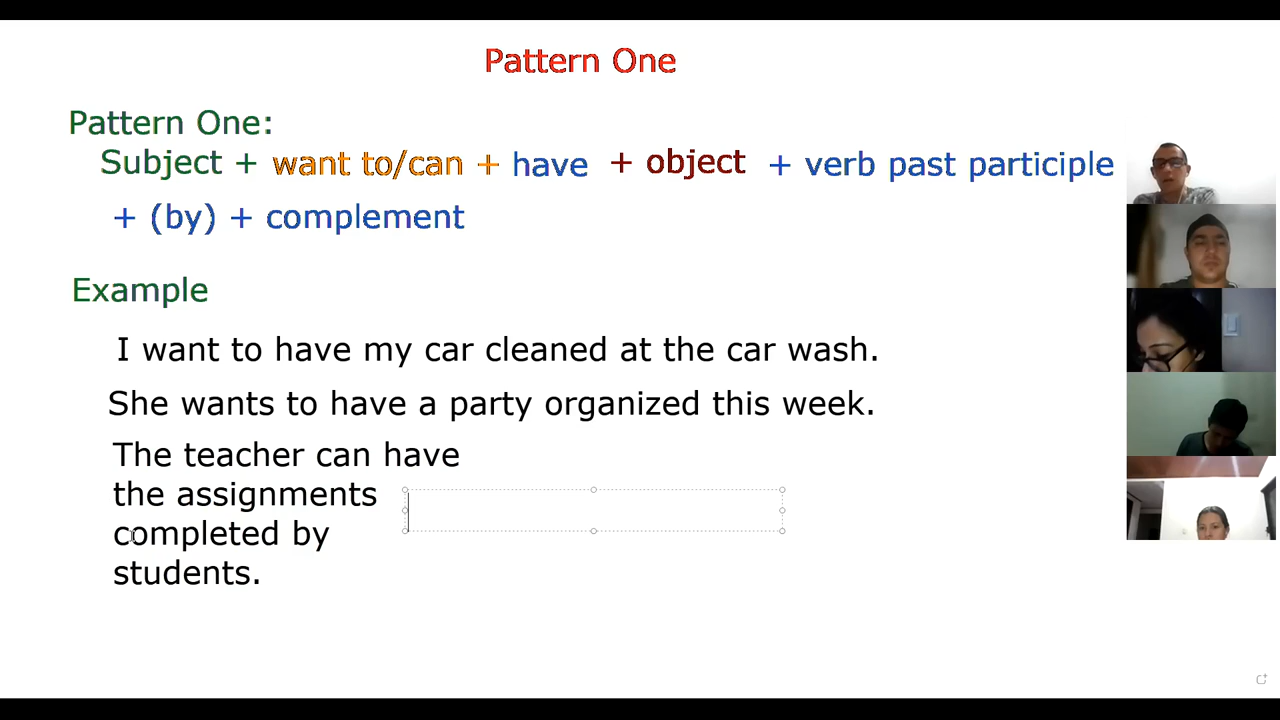 Pattern One
Pattern One:
Subject + want to/can + have + object + verb past participle
+ (by) + complement
Example
I want to have my car cleaned at the car wash.
She wants to have a party organized this week.
The teacher can have
the assignments
completed by
students.